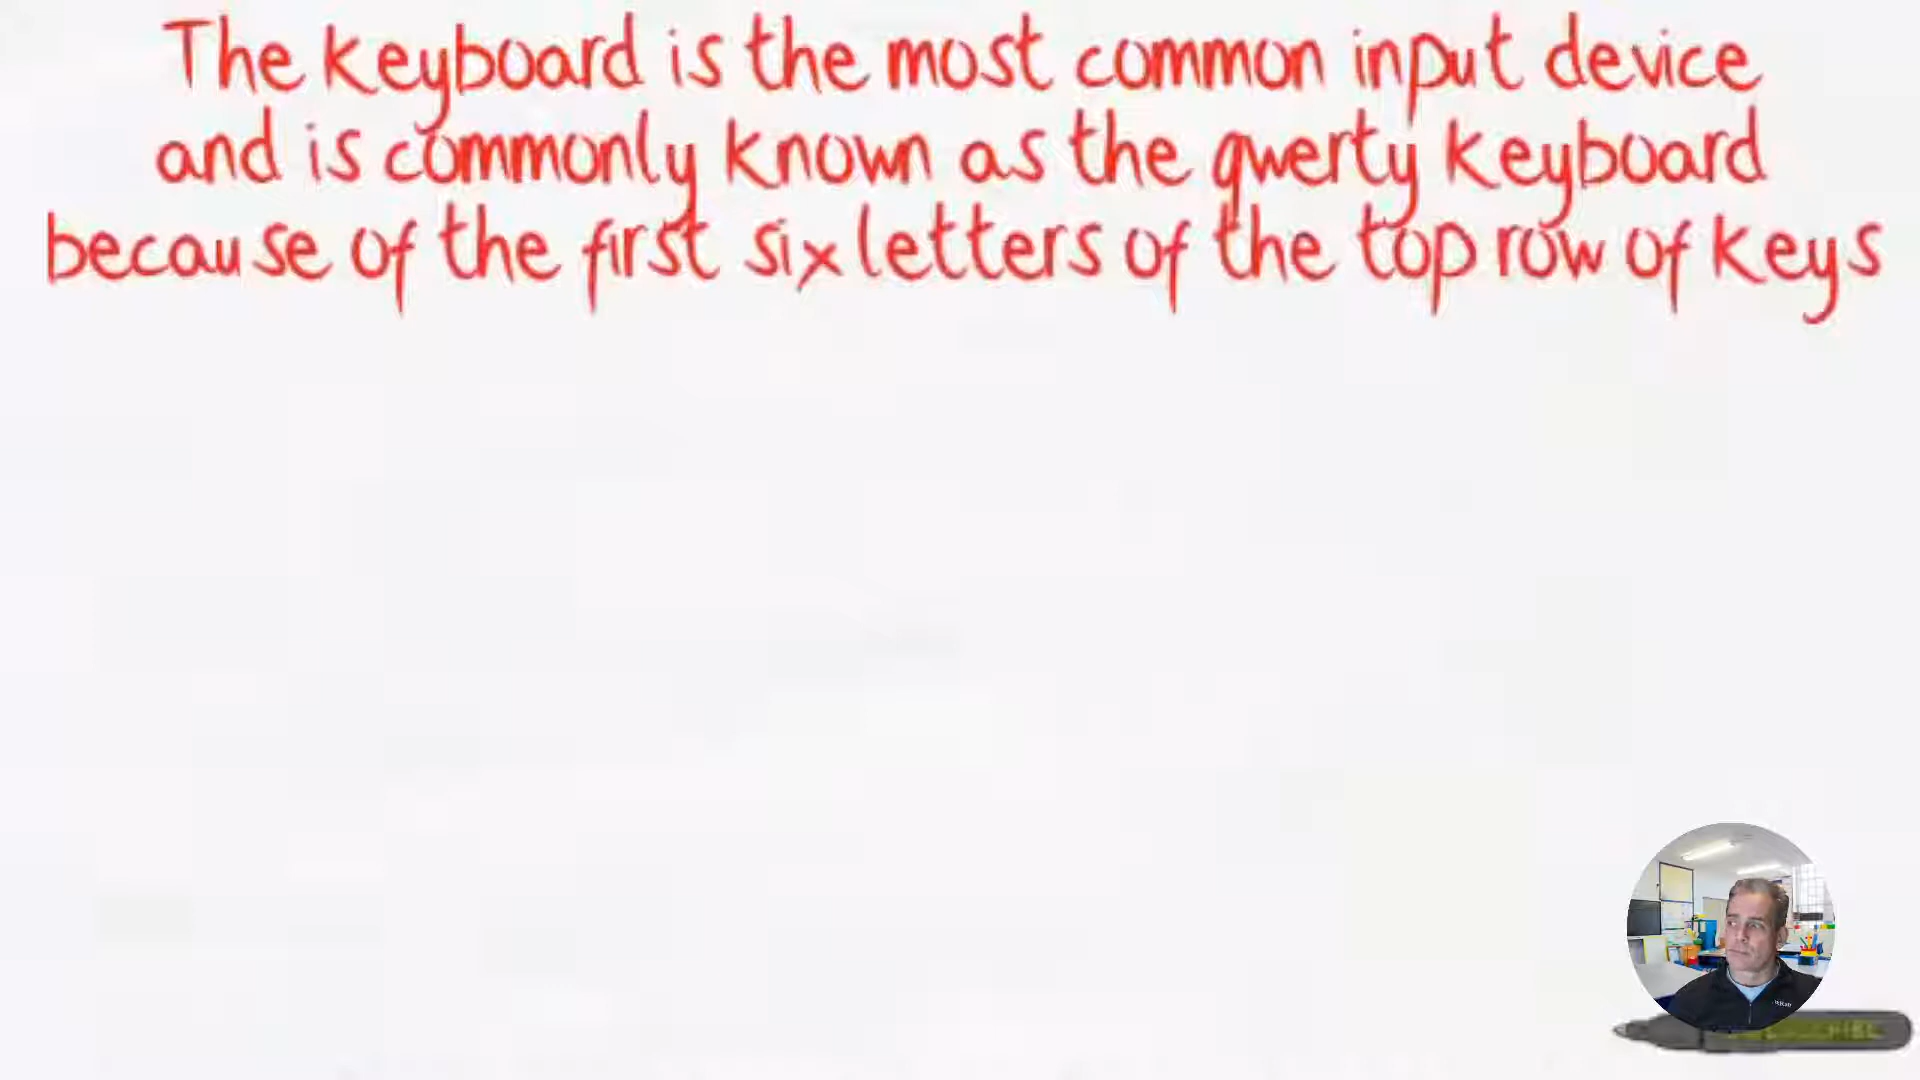 The keyboard is the most common input device
and is commonly known as the qwerty keyboard
because of the first six letters of the top row of keys